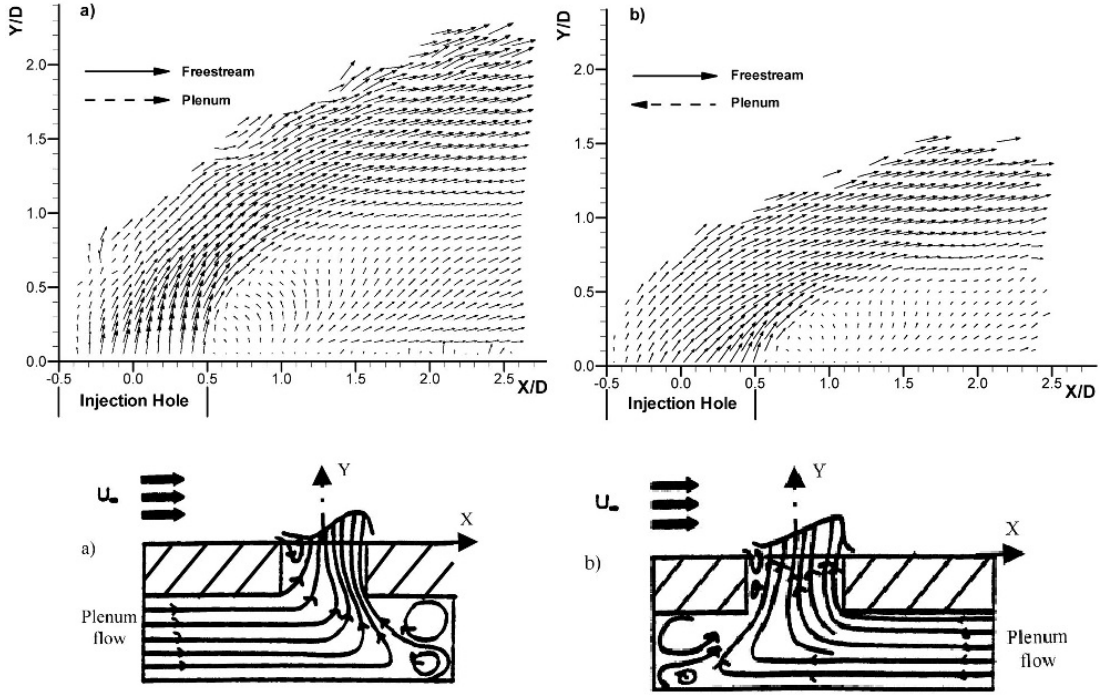 a)
Y/D
2.0
1.5
1.0
0.5
0.0
Freestream
Plenum
-0.5 0.0 0.5 1.0 1.5 2.0 2.5
X/D
Injection Hole
b)
Y/D
2.0
1.5
1.0
0.5
0.0
Freestream
Plenum
-0.5 0.0 0.5 1.0 1.5 2.0 2.5
X/D
Injection Hole
Y
U∞
X
a)
Plenum
flow
Y
U∞
X
b)
Plenum
flow